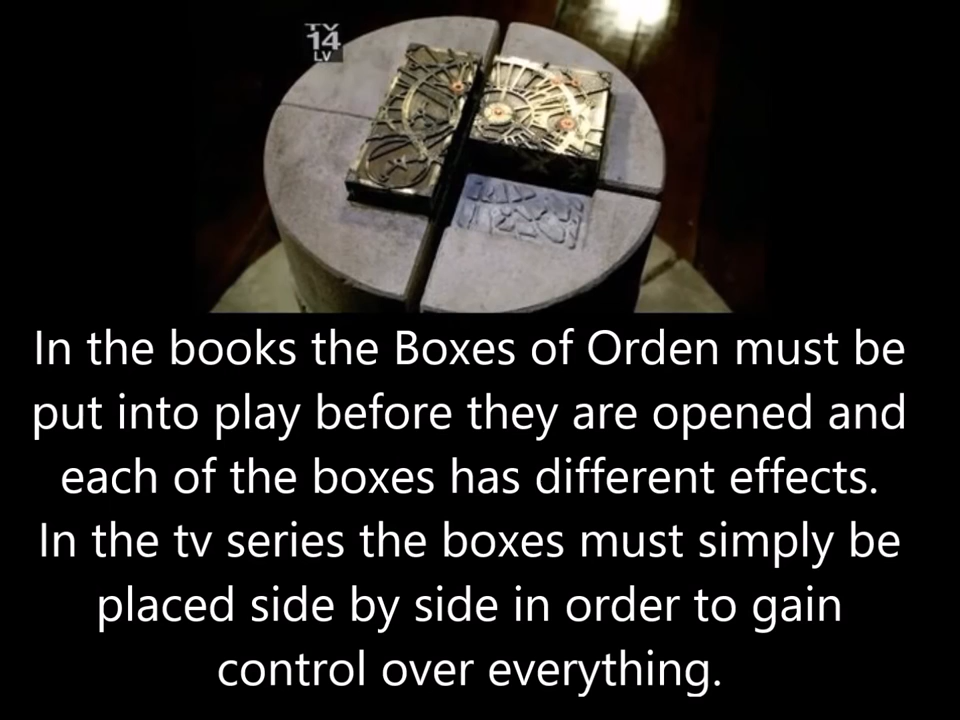 TV
14
LV
In the books the Boxes of Orden must be
put into play before they are opened and
each of the boxes has different effects.
In the tv series the boxes must simply be
placed side by side in order to gain
control over everything.